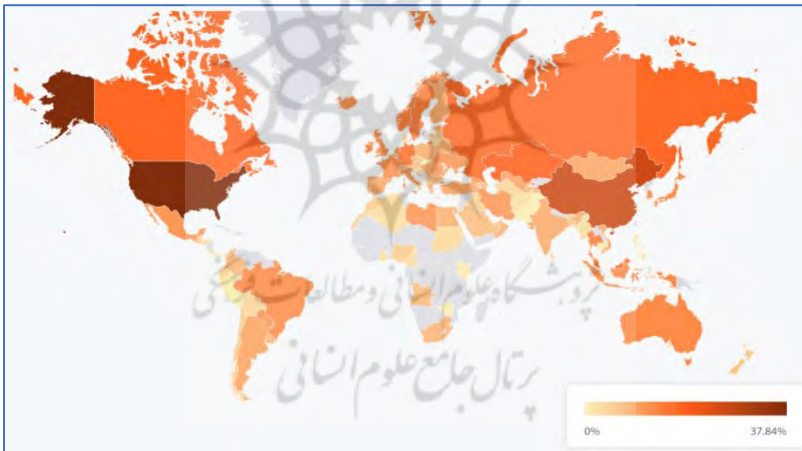 پژوهشگاه علوم انسانی و مطالعات فرهنگی
پرتال جامع علوم انسانی
0%
37.84%